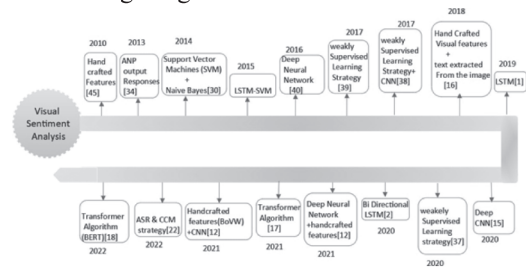 2010
2013
2014
2015
2016
2017
2017
2018
2019
Hand
crafted
Features
[45]
ANP
output
Responses
[34]
Support Vector
Machines (SVM)
+
Naive Bayes[30]
LSTM-SVM
Deep
Neural
Network
[40]
weakly
Supervised
Learning
Strategy
[39]
weakly
Supervised
Learning
Strategy+
CNN[38]
Hand Crafted
Visual features
+
text extracted
From the image
[16]
LSTM[1]
Visual
Sentiment
Analysis
Transformer
Algorithm
(BERT)[18]
2022
ASR & CCM
strategy[22]
2022
Handcrafted
features(BoVW)
+CNN[12]
2021
Transformer
Algorithm
[17]
2021
Deep Neural
Network
+handcrafted
features[12]
2021
Bi Directional
LSTM[2]
2020
weakely
Supervised
Learning
strategy[37]
2020
Deep
CNN[15]
2020